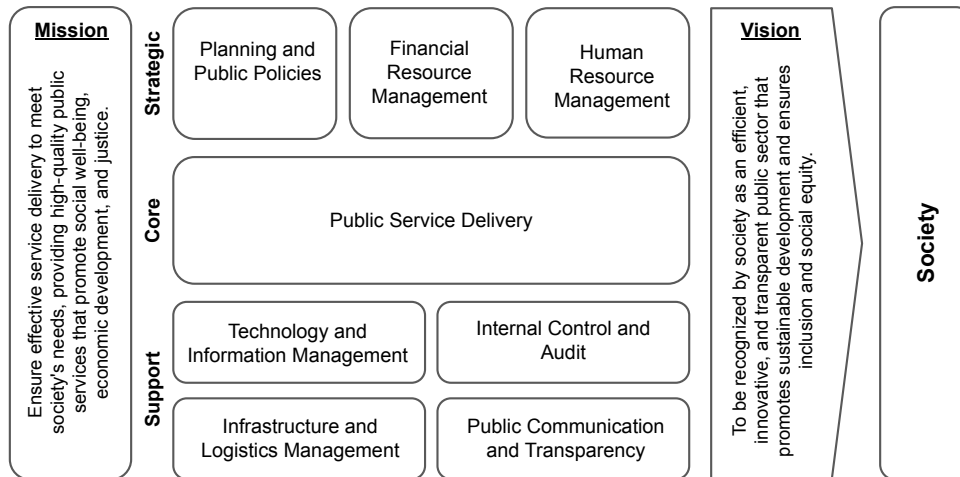 Mission
Ensure effective service delivery to meet
society's needs, providing high-quality public
services that promote social well-being,
economic development, and justice.
Strategic
Planning and
Public Policies
Financial
Resource
Management
Human
Resource
Management
Core
Public Service Delivery
Support
Technology and
Information Management
Internal Control and
Audit
Infrastructure and
Logistics Management
Public Communication
and Transparency
Vision
To be recognized by society as an efficient,
innovative, and transparent public sector that
promotes sustainable development and ensures
inclusion and social equity.
Society